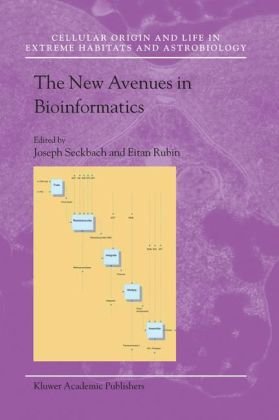 CELLULAR ORIGIN AND LIFE IN
EXTREME HABITATS AND ASTROBIOLOGY
The New Avenues in
Bioinformatics
Edited by
Joseph Seckbach and Eitan Rubin
Kluwer Academic Publishers